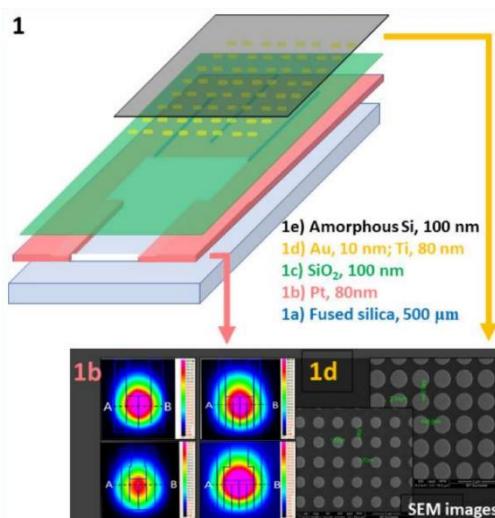 1
1e) Amorphous Si, 100 nm
1d) Au, 10 nm; Ti, 80 nm
1c) SiO₂, 100 nm
1b) Pt, 80nm
1a) Fused silica, 500 μm
1b
1d
A B
A B
A B
A B
SEM images